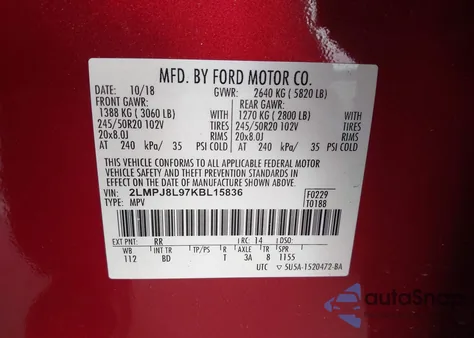 MFD. BY FORD MOTOR CO.
DATE: 10/18 GVWR: 2640 KG ( 5820 LB)
FRONT GAWR: REAR GAWR:
1388 KG ( 3060 LB) WITH 1270 KG ( 2800 LB) WITH
245/50R20 102V TIRES 245/50R20 102V TIRES
20x8.0J RIMS 20x8.0J RIMS
AT 240 kPa/ 35 PSI COLD AT 240 kPa/ 35 PSI COLD
THIS VEHICLE CONFORMS TO ALL APPLICABLE FEDERAL MOTOR
VEHICLE SAFETY AND THEFT PREVENTION STANDARDS IN
EFFECT ON THE DATE OF MANUFACTURE SHOWN ABOVE.
VIN: 2LMPJ8L97KBL15836 F0229
TYPE: MPV T0188
EXT PNT: RR RC: 14 DSO:
WB INT TR TP/PS R AXLE TR SPR
112 BD T 3A 8 1155
UTC 5U5A-1520472-BA
autoSnap